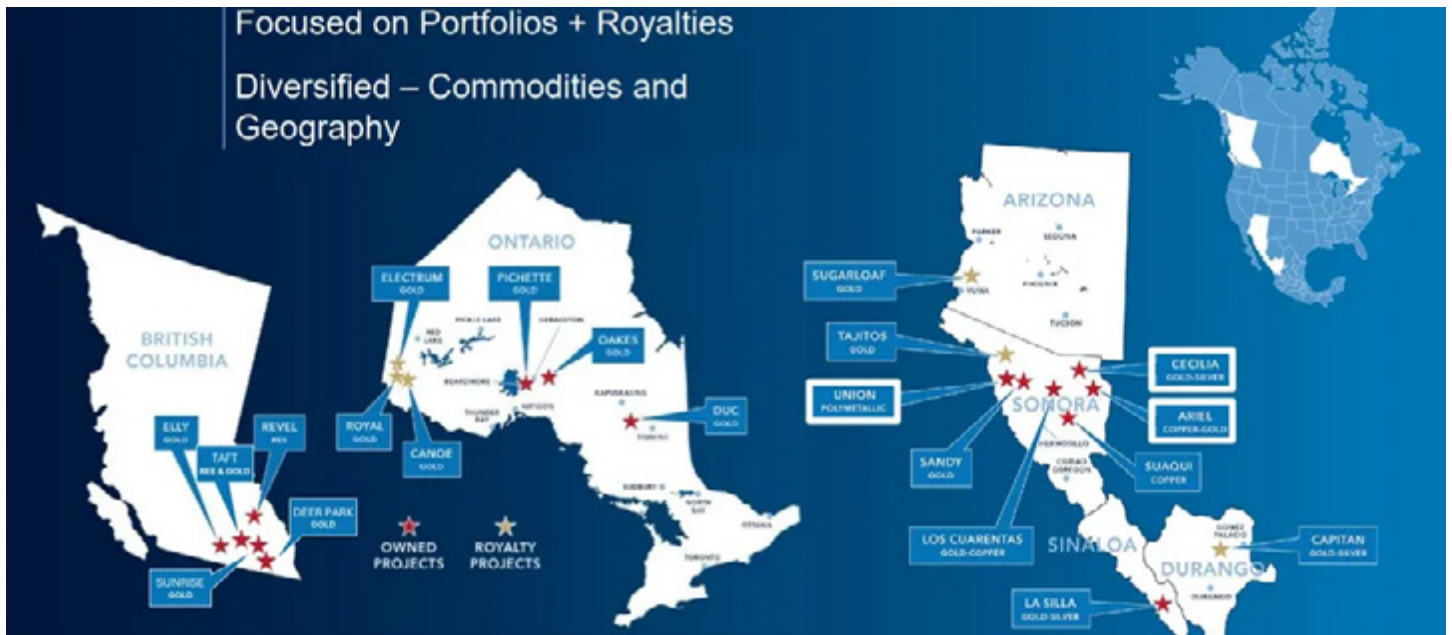 Focused on Portfolios + Royalties
Diversified – Commodities and
Geography
BRITISH
COLUMBIA
ELLY
GOLD
TAFT
REE & GOLD
REVEL
REE
DEER PARK
GOLD
SUNRISE
GOLD
ONTARIO
ELECTRUM
GOLD
PICHETTE
GOLD
OAKES
GOLD
PICKLE LAKE
RED
LAKE
GERALDTON
BEARDMORE
KAPUSKASING
THUNDER
BAY
NIPIGON
ROYAL
GOLD
CANOE
GOLD
DUC
GOLD
TIMMINS
SUDBURY
NORTH
BAY
OTTAWA
TORONTO
OWNED
PROJECTS
ROYALTY
PROJECTS
ARIZONA
PARKER
SEDONA
PHOENIX
YUMA
TUCSON
SUGARLOAF
GOLD
TAJITOS
GOLD
UNION
POLYMETALLIC
CECILIA
GOLD-SILVER
ARIEL
COPPER-GOLD
SONORA
HERMOSILLO
CIUDAD
OBREGON
SANDY
GOLD
SUAQUI
COPPER
LOS CUARENTAS
GOLD-COPPER
SINALOA
GOMEZ
PALACIO
CAPITAN
GOLD-SILVER
DURANGO
DURANGO
LA SILLA
GOLD-SILVER